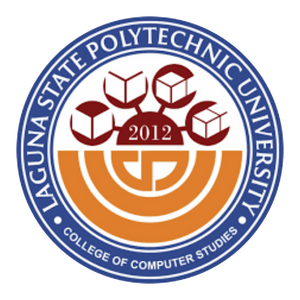 LAGUNA STATE POLYTECHNIC UNIVERSITY
2012
• COLLEGE OF COMPUTER STUDIES •